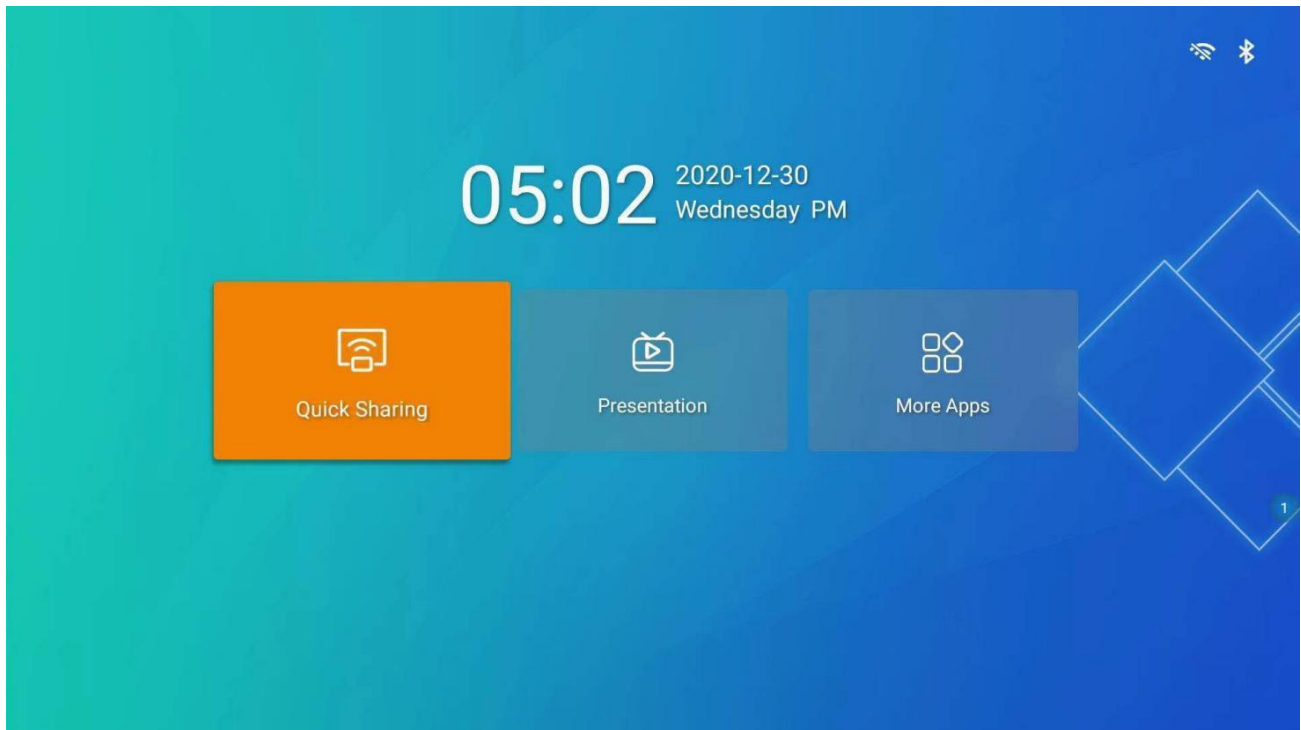 05:02
2020-12-30
Wednesday PM
Quick Sharing
Presentation
More Apps
1